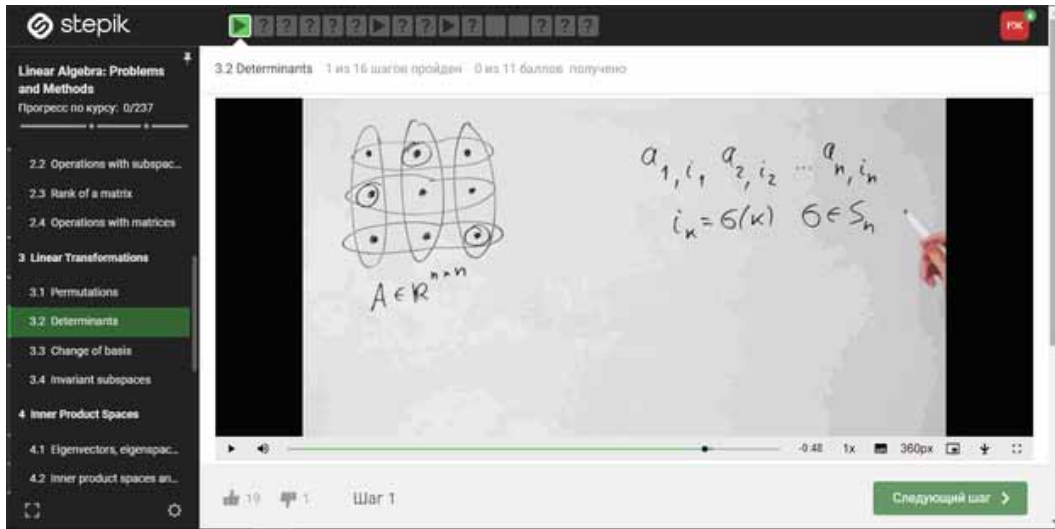 stepik
РЖ
6
Linear Algebra: Problems and Methods
Прогресс по курсу: 0/237
2.2 Operations with subspac...
2.3 Rank of a matrix
2.4 Operations with matrices
3 Linear Transformations
3.1 Permutations
3.2 Determinants
3.3 Change of basis
3.4 Invariant subspaces
4 Inner Product Spaces
4.1 Eigenvectors, eigenspac...
4.2 Inner product spaces an...
3.2 Determinants 1 из 16 шагов пройден 0 из 11 баллов получено
a₁,i₁ a₂,i₂ ... aₙ,iₙ
iₖ = σ(k) σ ∈ Sₙ
A ∈ ℝⁿˣⁿ
-0:48 1x 360px
19 1 Шаг 1
Следующий шаг